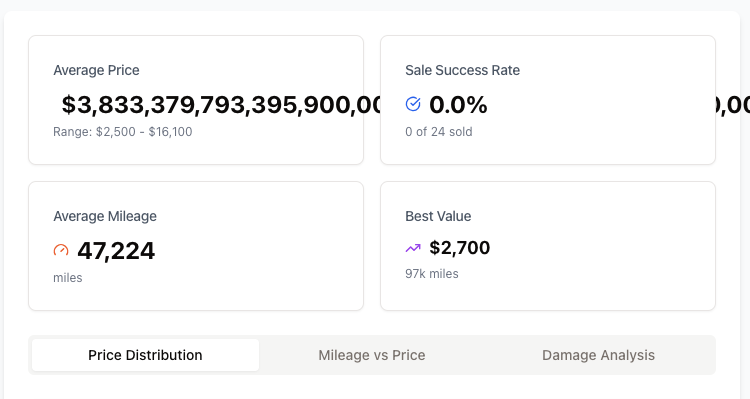 Average Price
$3,833,379,793,395,900,00
Range: $2,500 - $16,100
Sale Success Rate
0.0%
0 of 24 sold
0,00
Average Mileage
47,224
miles
Best Value
$2,700
97k miles
Price Distribution
Mileage vs Price
Damage Analysis